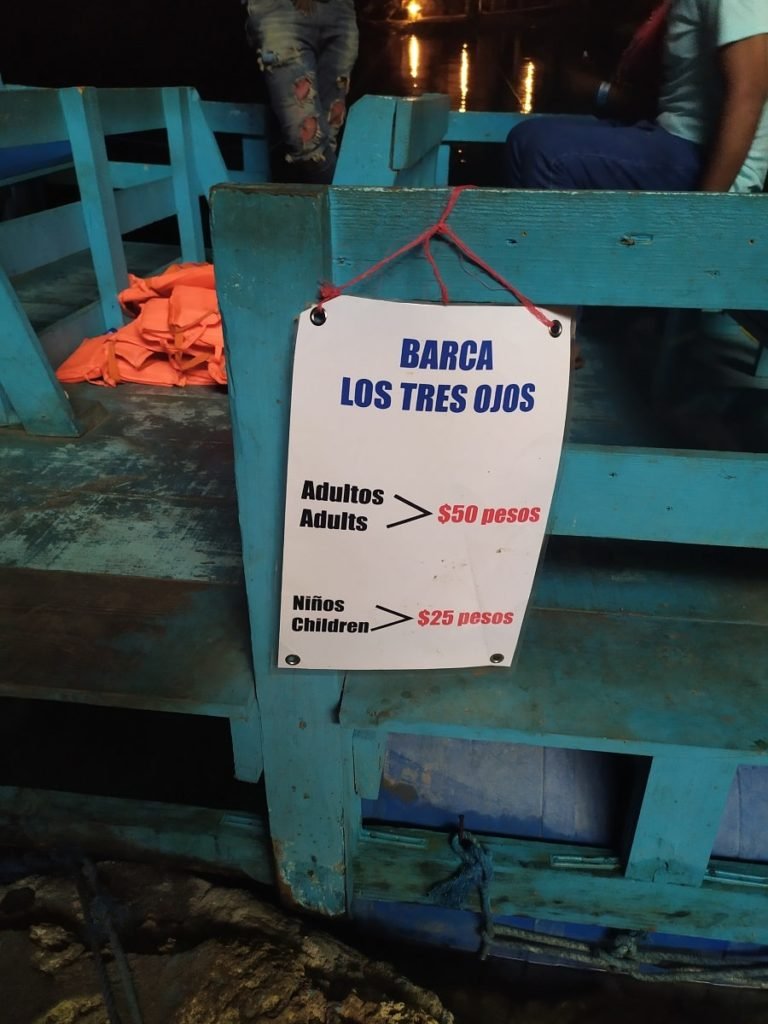 BARCA
LOS TRES OJOS
Adultos
Adults
$50 pesos
Niños
Children
$25 pesos